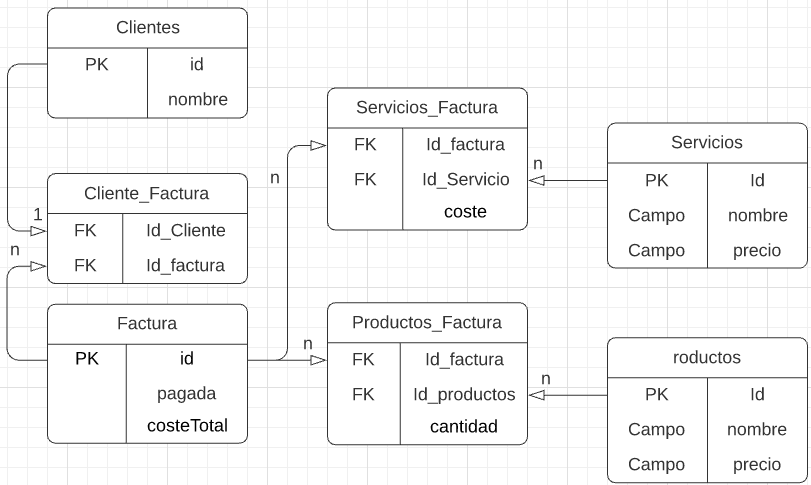 Clientes
PK id
nombre
Cliente_Factura
1
FK Id_Cliente
n
FK Id_factura
Factura
PK id
pagada
costeTotal
Servicios_Factura
n
FK Id_factura
FK Id_Servicio
coste
n
Productos_Factura
n
FK Id_factura
FK Id_productos
cantidad
n
Servicios
PK Id
Campo nombre
Campo precio
roductos
PK Id
Campo nombre
Campo precio